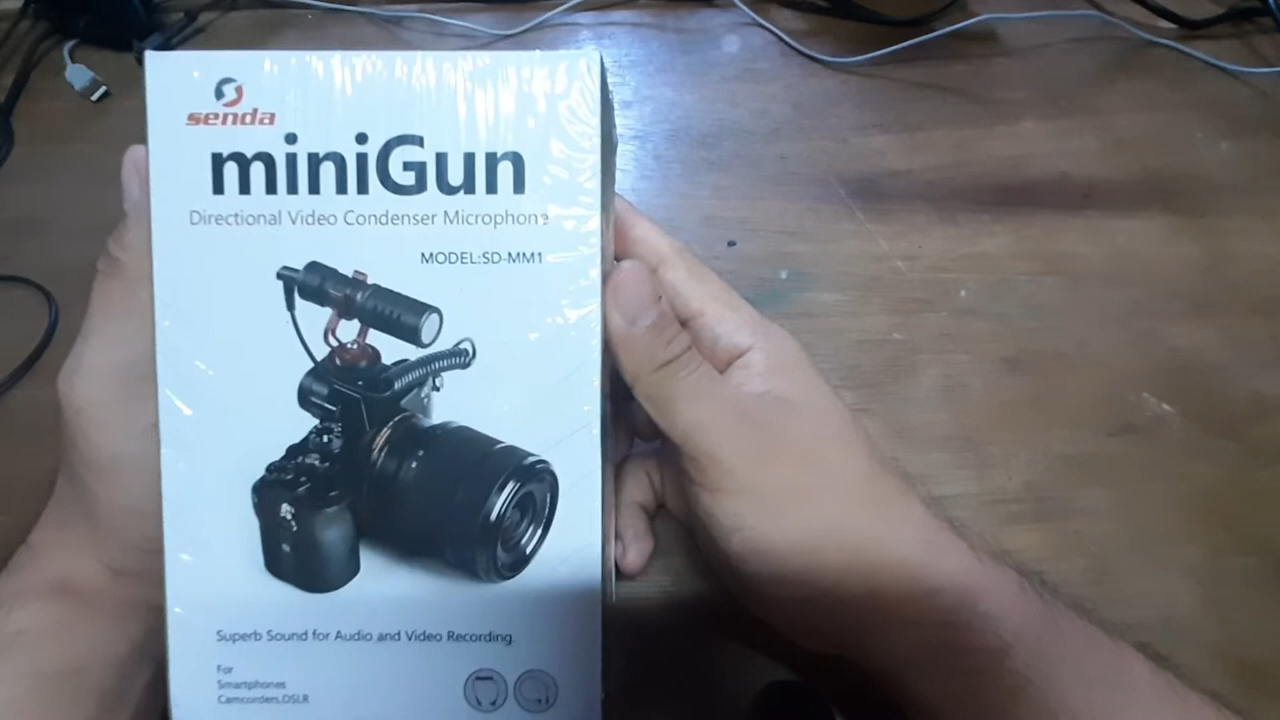 senda
miniGun
Directional Video Condenser Microphone
MODEL:SD-MM1
Superb Sound for Audio and Video Recording.
For
Smartphones
Camcorders,DSLR